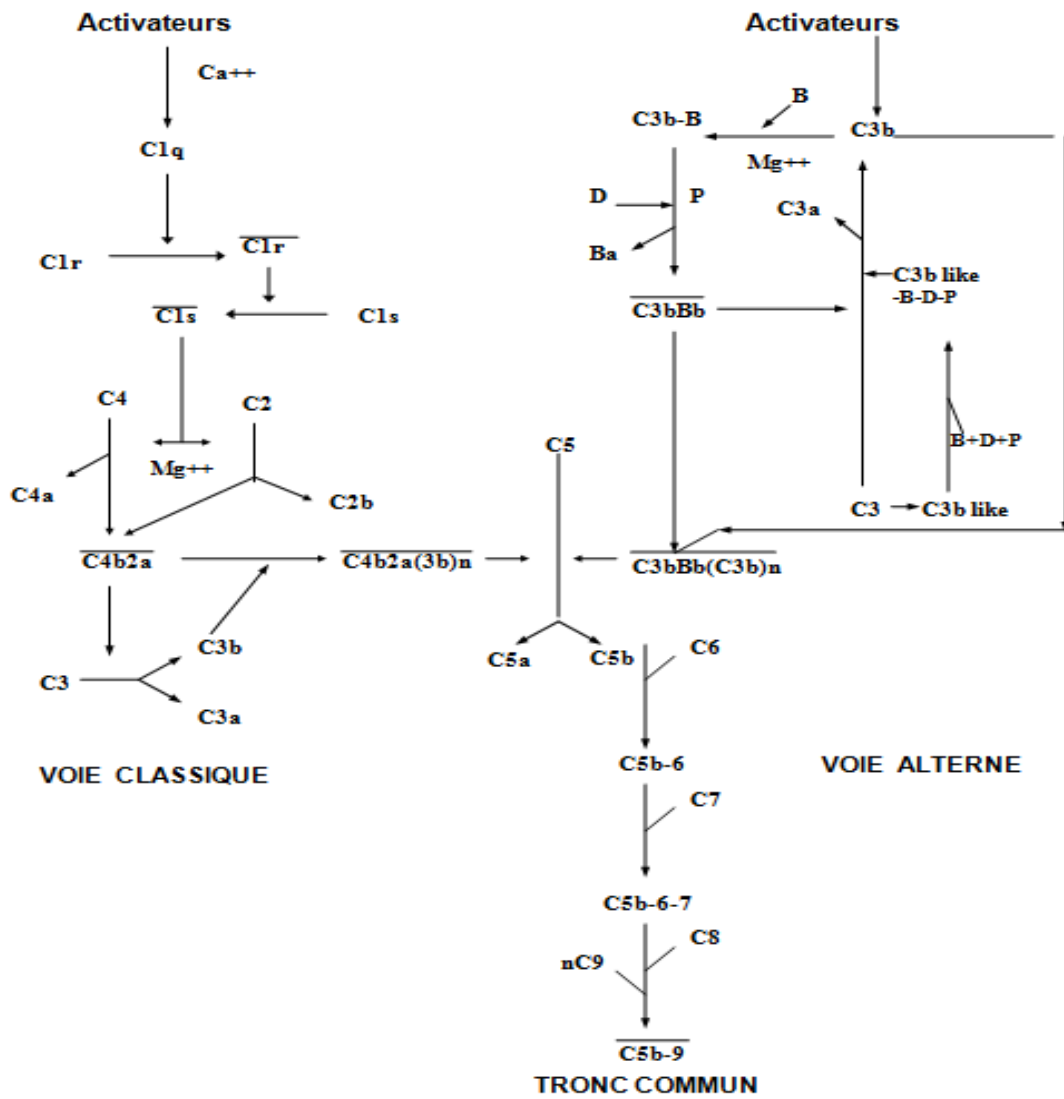 Activateurs
Activateurs
Ca++
B
C3b-B
C3b
C1q
Mg++
D
P
C3a
C1r
C1r
Ba
C3b like
-B-D-P
C1s
C1s
C3bBb
C4
C2
C5
B+D+P
Mg++
C4a
C2b
C3
C3b like
C4b2a
C4b2a(3b)n
C3bBb(C3b)n
C3b
C5a
C5b
C6
C3
C3a
VOIE CLASSIQUE
C5b-6
VOIE ALTERNE
C7
C5b-6-7
C8
nC9
C5b-9
TRONC COMMUN